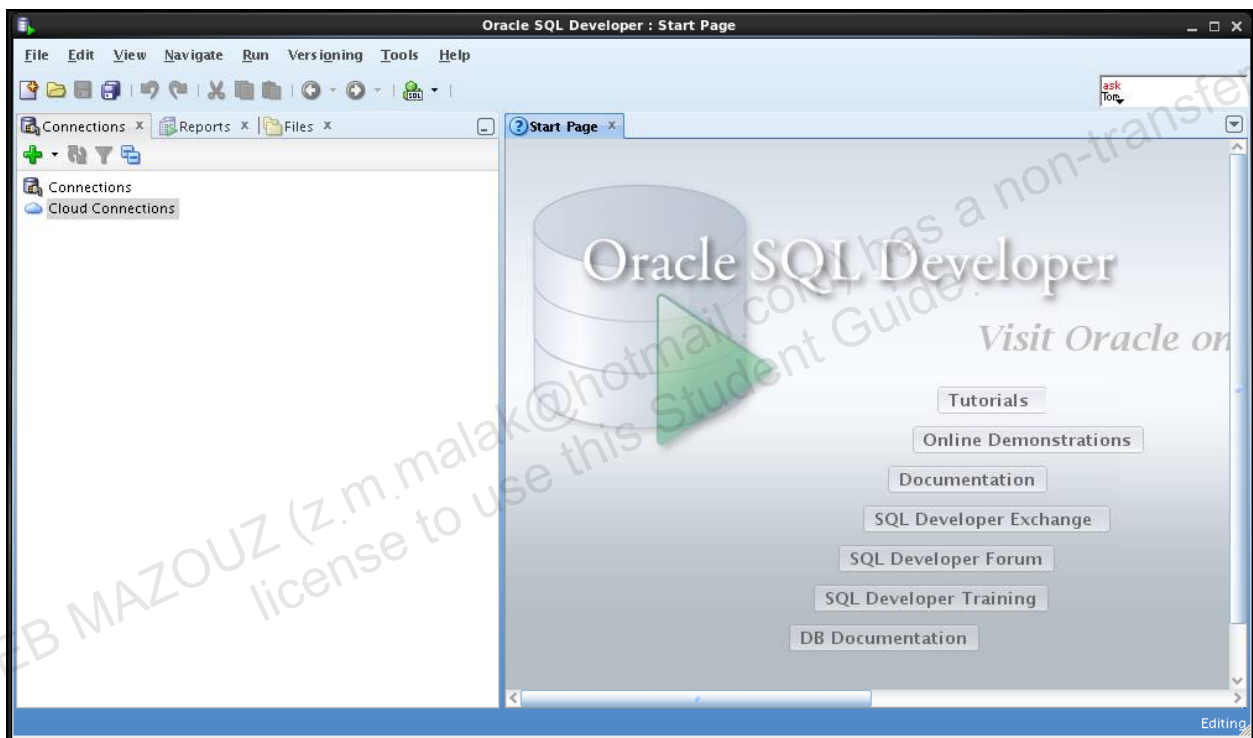 Oracle SQL Developer : Start Page
File Edit View Navigate Run Versioning Tools Help
SQL
ask
Tom
Connections x Reports x Files x
Start Page x
Connections
Cloud Connections
Oracle SQL Developer
Visit Oracle on
Tutorials
Online Demonstrations
Documentation
SQL Developer Exchange
SQL Developer Forum
SQL Developer Training
DB Documentation
Editing
EB MAZOUZ (z.m.malak@hotmail.com) has a non-transfer
license to use this Student Guide.